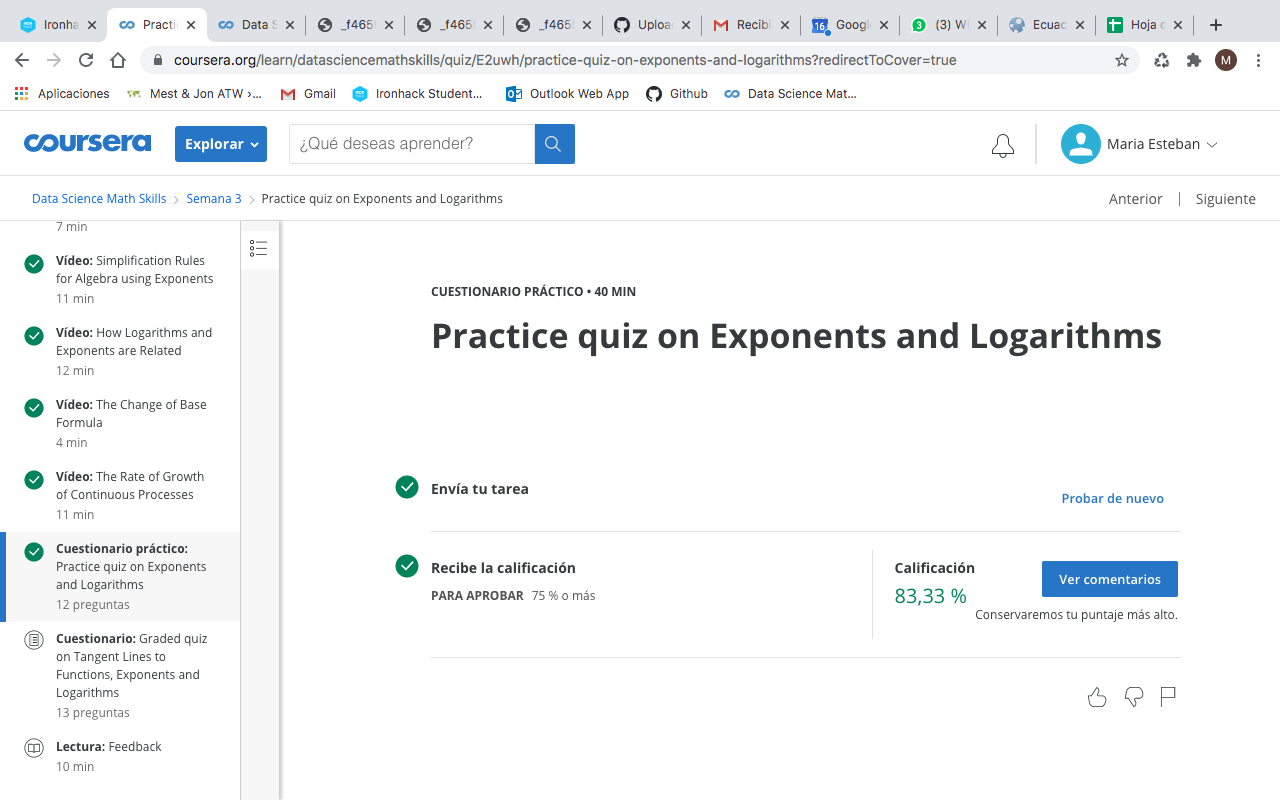 Ironha
Practic
Data S
_f4659
_f4659
_f4659
Uploa
Recib
Googl
(3) W
Ecuac
Hoja d
coursera.org/learn/datasciencemathskills/quiz/E2uwh/practice-quiz-on-exponents-and-logarithms?redirectToCover=true
M
Aplicaciones
Mest & Jon ATW ›...
Gmail
Ironhack Student...
Outlook Web App
Github
Data Science Mat...
coursera
Explorar
¿Qué deseas aprender?
Maria Esteban
Data Science Math Skills
Semana 3
Practice quiz on Exponents and Logarithms
Anterior
Siguiente
7 min
Vídeo: Simplification Rules
for Algebra using Exponents
11 min
Vídeo: How Logarithms and
Exponents are Related
12 min
Vídeo: The Change of Base
Formula
4 min
Vídeo: The Rate of Growth
of Continuous Processes
11 min
Cuestionario práctico:
Practice quiz on Exponents
and Logarithms
12 preguntas
Cuestionario: Graded quiz
on Tangent Lines to
Functions, Exponents and
Logarithms
13 preguntas
Lectura: Feedback
10 min
CUESTIONARIO PRÁCTICO • 40 MIN
Practice quiz on Exponents and Logarithms
Envía tu tarea
Probar de nuevo
Recibe la calificación
PARA APROBAR 75 % o más
Calificación
83,33 %
Ver comentarios
Conservaremos tu puntaje más alto.